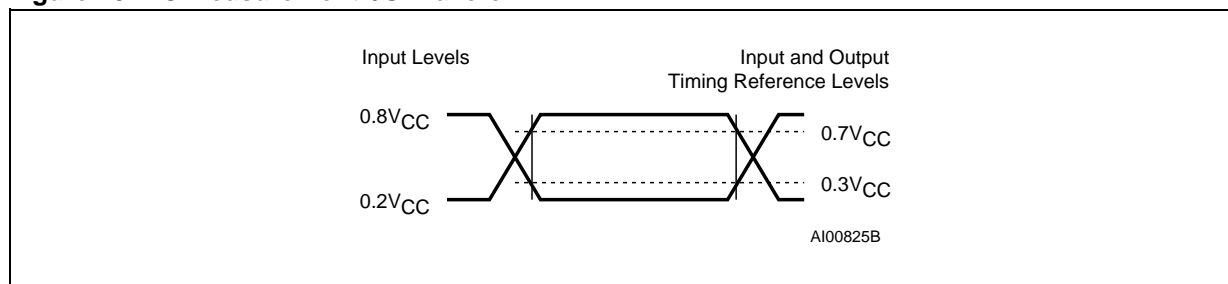 Input Levels
Input and Output
Timing Reference Levels
0.8VCC
0.7VCC
0.3VCC
0.2VCC
AI00825B